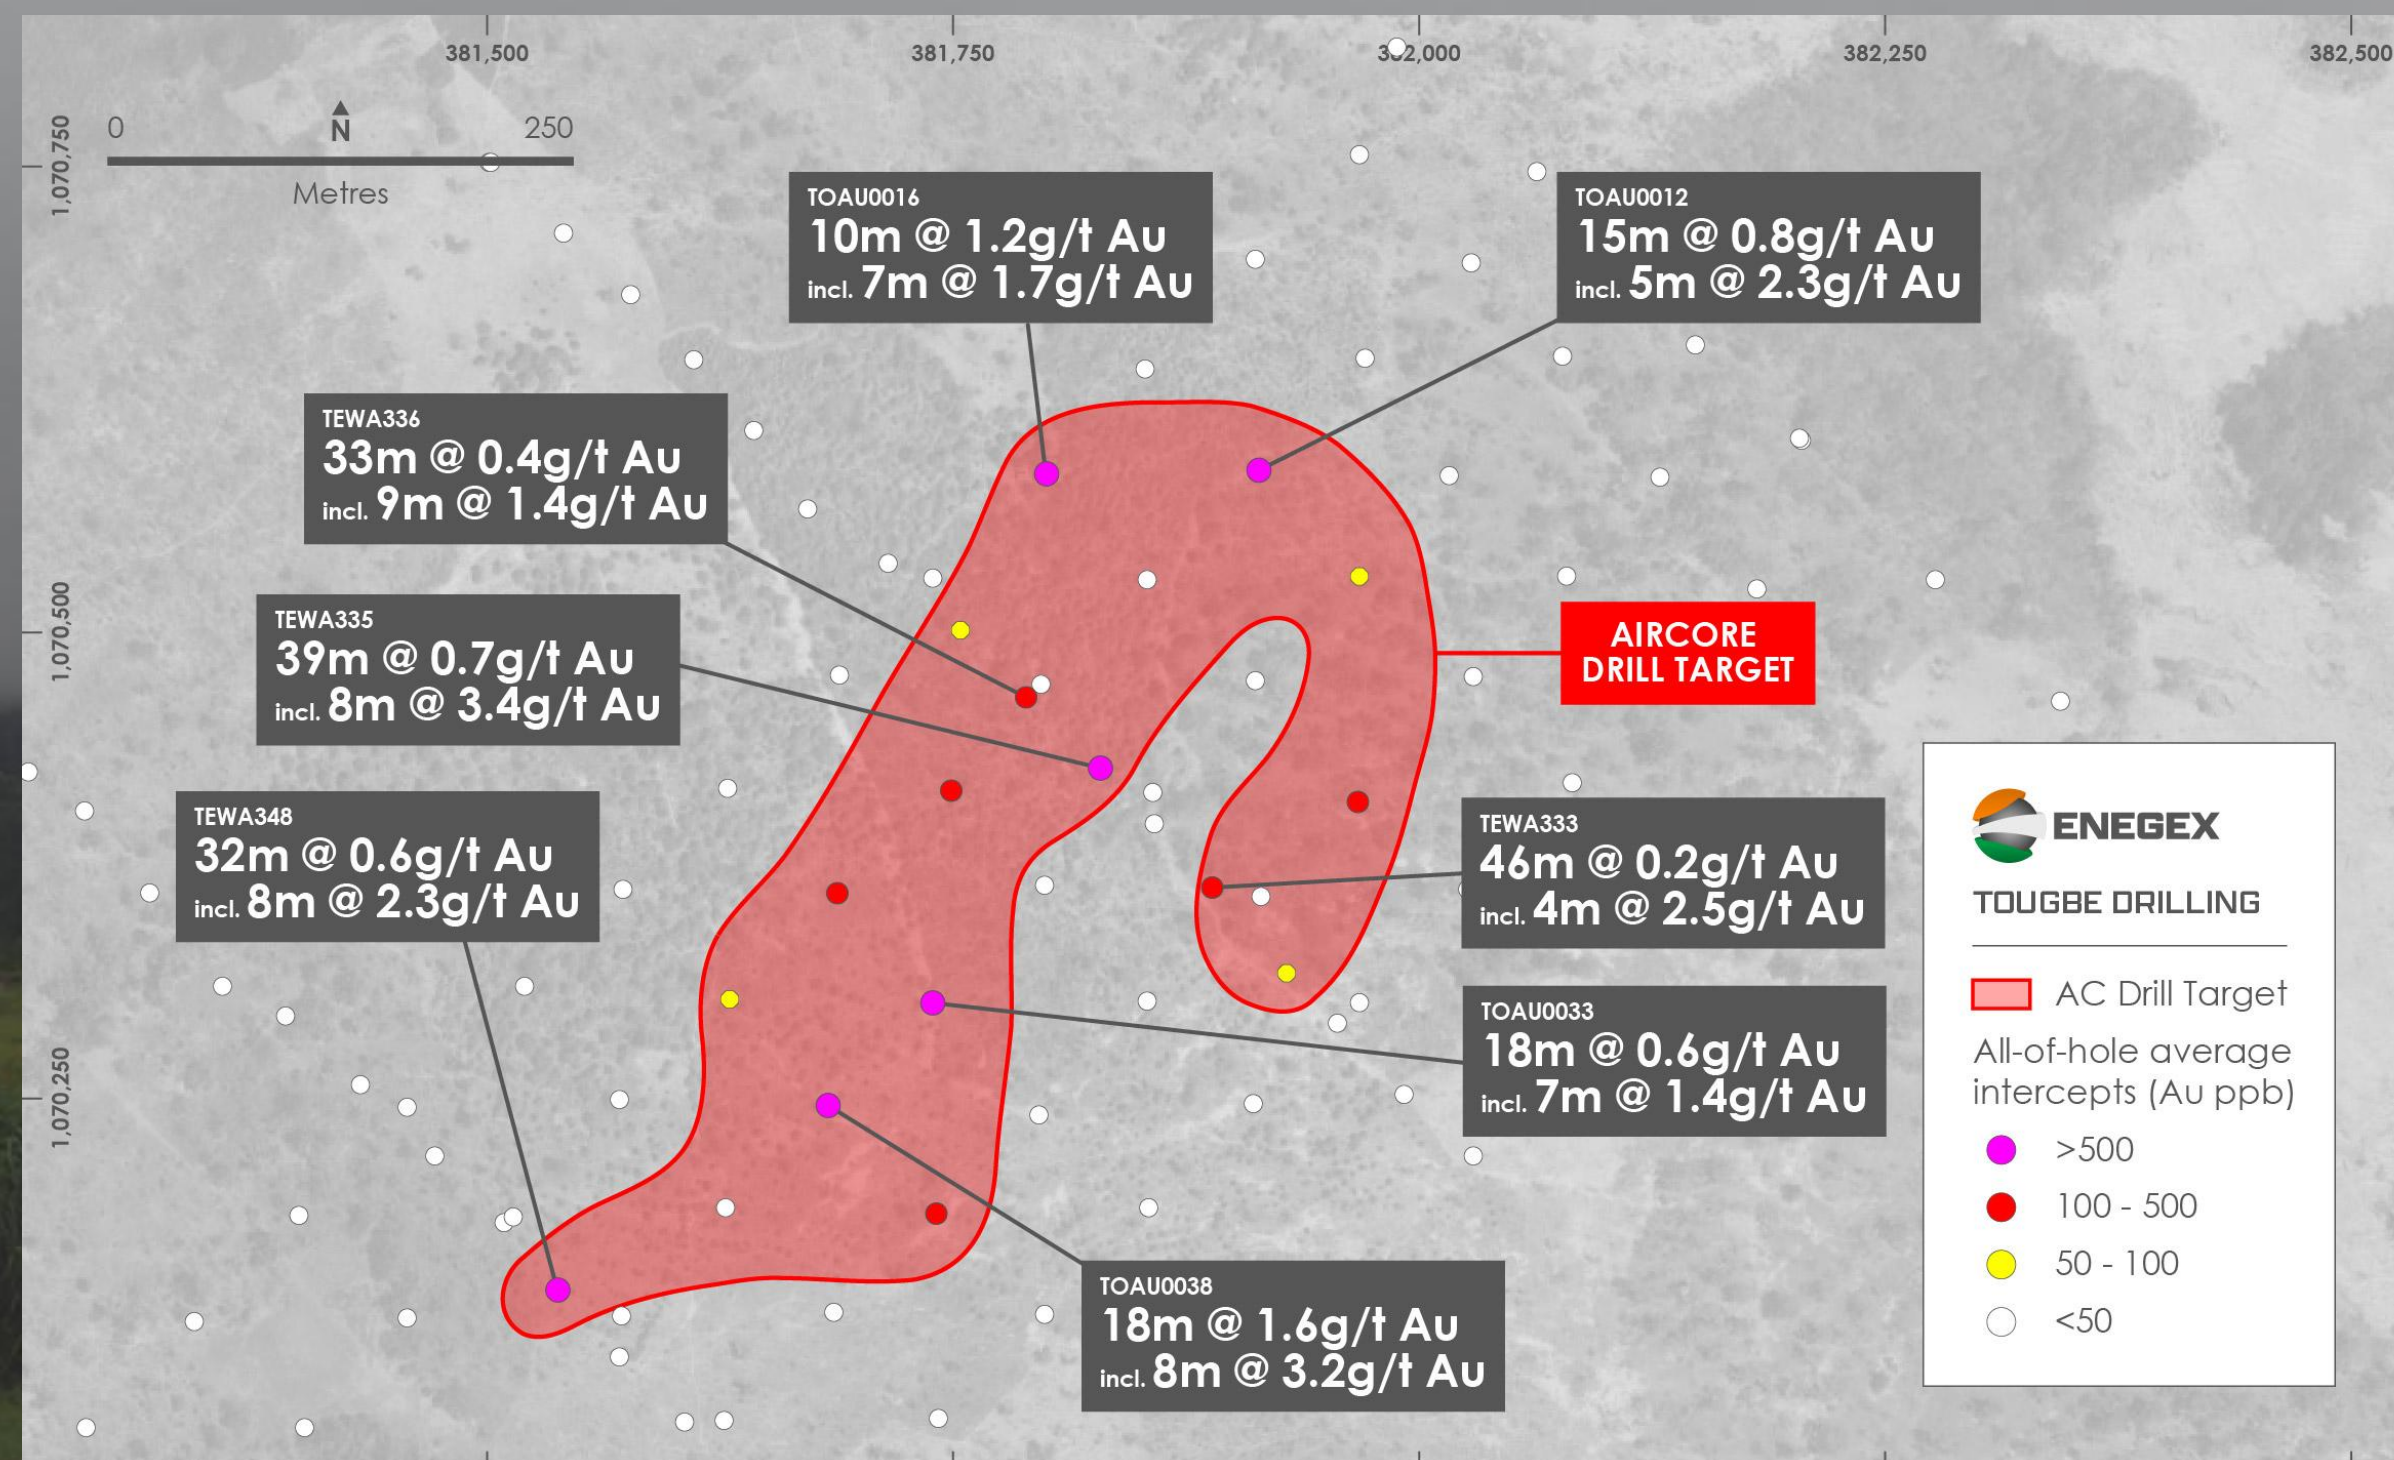 381,500
381,750
382,000
382,250
382,500
1,070,750
1,070,500
1,070,250
0
N
250
Metres
TOAU0016
10m @ 1.2g/t Au
incl. 7m @ 1.7g/t Au
TOAU0012
15m @ 0.8g/t Au
incl. 5m @ 2.3g/t Au
TEWA336
33m @ 0.4g/t Au
incl. 9m @ 1.4g/t Au
TEWA335
39m @ 0.7g/t Au
incl. 8m @ 3.4g/t Au
AIRCORE
DRILL TARGET
TEWA348
32m @ 0.6g/t Au
incl. 8m @ 2.3g/t Au
TEWA333
46m @ 0.2g/t Au
incl. 4m @ 2.5g/t Au
TOAU0033
18m @ 0.6g/t Au
incl. 7m @ 1.4g/t Au
TOAU0038
18m @ 1.6g/t Au
incl. 8m @ 3.2g/t Au
ENEGEX
TOUGBE DRILLING
AC Drill Target
All-of-hole average
intercepts (Au ppb)
>500
100 - 500
50 - 100
<50